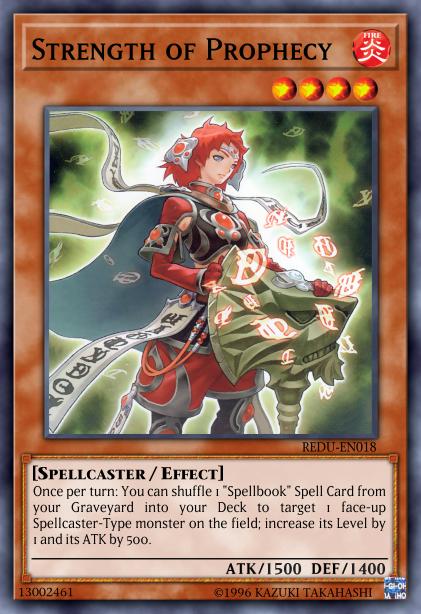 STRENGTH OF PROPHECY
FIRE
炎
REDU-EN018
[SPELLCASTER / EFFECT]
Once per turn: You can shuffle 1 "Spellbook" Spell Card from
your Graveyard into your Deck to target 1 face-up
Spellcaster-Type monster on the field; increase its Level by
1 and its ATK by 500.
ATK/1500 DEF/1400
13002461
©1996 KAZUKI TAKAHASHI